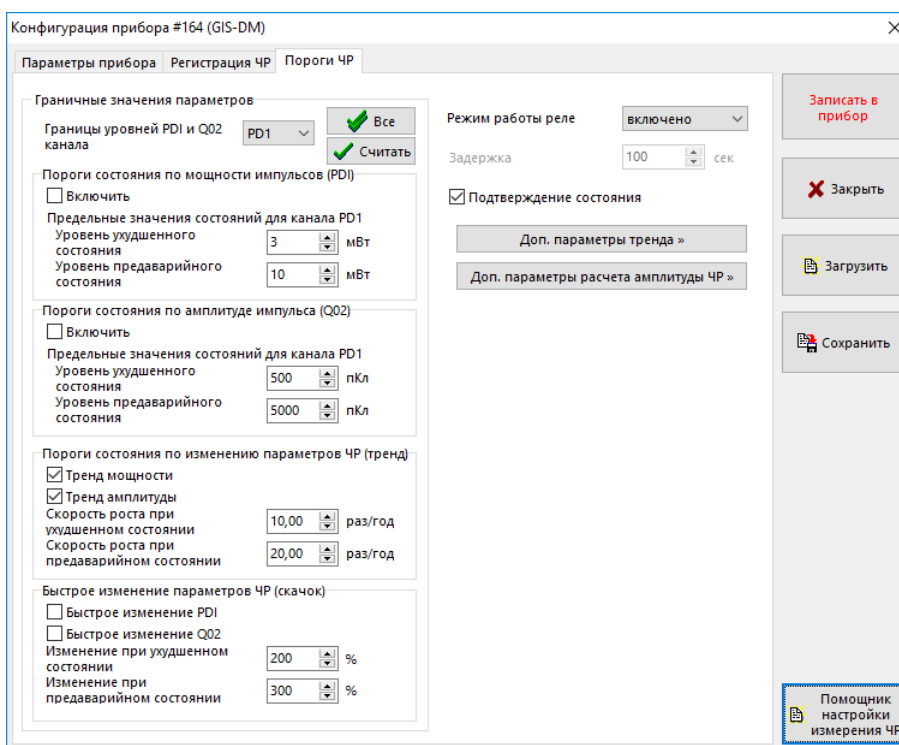 Конфигурация прибора #164 (GIS-DM)
Параметры прибора
Регистрация ЧР
Пороги ЧР
Граничные значения параметров
Границы уровней PDI и Q02
канала
PD1
Все
Считать
Пороги состояния по мощности импульсов (PDI)
Включить
Предельные значения состояний для канала PD1
Уровень ухудшенного
состояния
3
мВт
Уровень предаварийного
состояния
10
мВт
Пороги состояния по амплитуде импульса (Q02)
Включить
Предельные значения состояний для канала PD1
Уровень ухудшенного
состояния
500
пКл
Уровень предаварийного
состояния
5000
пКл
Пороги состояния по изменению параметров ЧР (тренд)
Тренд мощности
Тренд амплитуды
Скорость роста при
ухудшенном состоянии
10,00
раз/год
Скорость роста при
предаварийном состоянии
20,00
раз/год
Быстрое изменение параметров ЧР (скачок)
Быстрое изменение PDI
Быстрое изменение Q02
Изменение при ухудшенном
состоянии
200
%
Изменение при
предаварийном состоянии
300
%
Режим работы реле
включено
Задержка
100
сек
Подтверждение состояния
Доп. параметры тренда »
Доп. параметры расчета амплитуды ЧР »
Записать в
прибор
Закрыть
Загрузить
Сохранить
Помощник
настройки
измерения ЧР